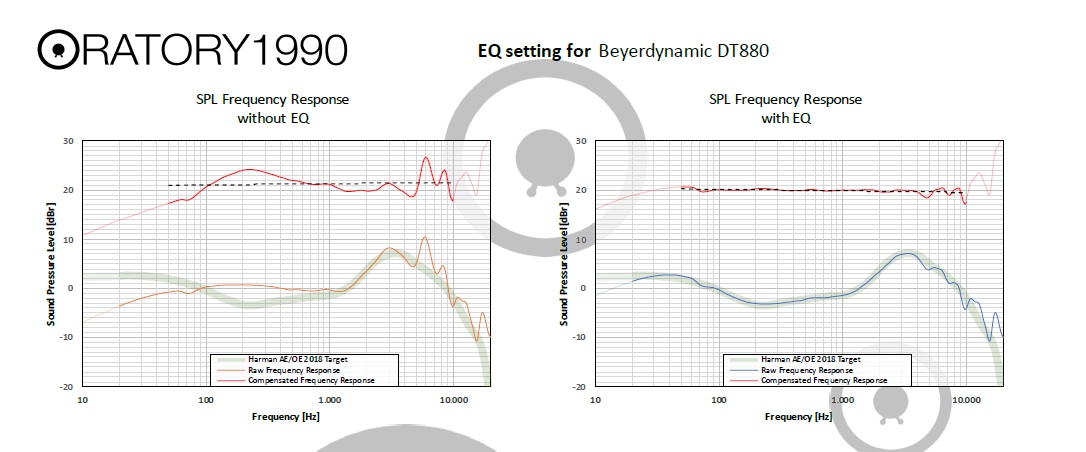 ORATORY1990
EQ setting for Beyerdynamic DT880
SPL Frequency Response
without EQ
30
20
10
0
-10
-20
Sound Pressure Level [dBr]
10
100
1.000
10.000
Frequency [Hz]
Harman AE/OE 2018 Target
Raw Frequency Response
Compensated Frequency Response
SPL Frequency Response
with EQ
30
20
10
0
-10
-20
Sound Pressure Level [dBr]
10
100
1.000
10.000
Frequency [Hz]
Harman AE/OE 2018 Target
Raw Frequency Response
Compensated Frequency Response